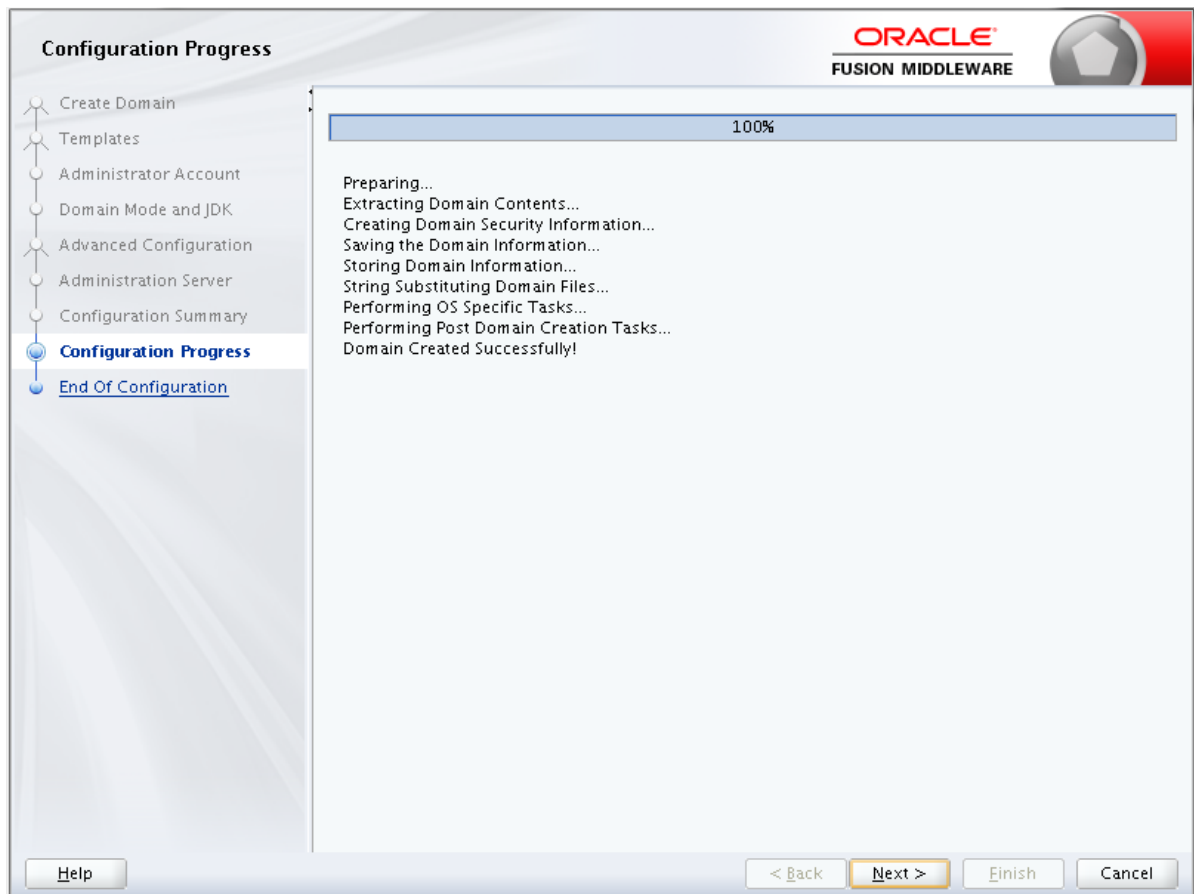 Configuration Progress
ORACLE
FUSION MIDDLEWARE
Create Domain
Templates
Administrator Account
Domain Mode and JDK
Advanced Configuration
Administration Server
Configuration Summary
Configuration Progress
End Of Configuration
100%
Preparing...
Extracting Domain Contents...
Creating Domain Security Information...
Saving the Domain Information...
Storing Domain Information...
String Substituting Domain Files...
Performing OS Specific Tasks...
Performing Post Domain Creation Tasks...
Domain Created Successfully!
Help
< Back
Next >
Finish
Cancel